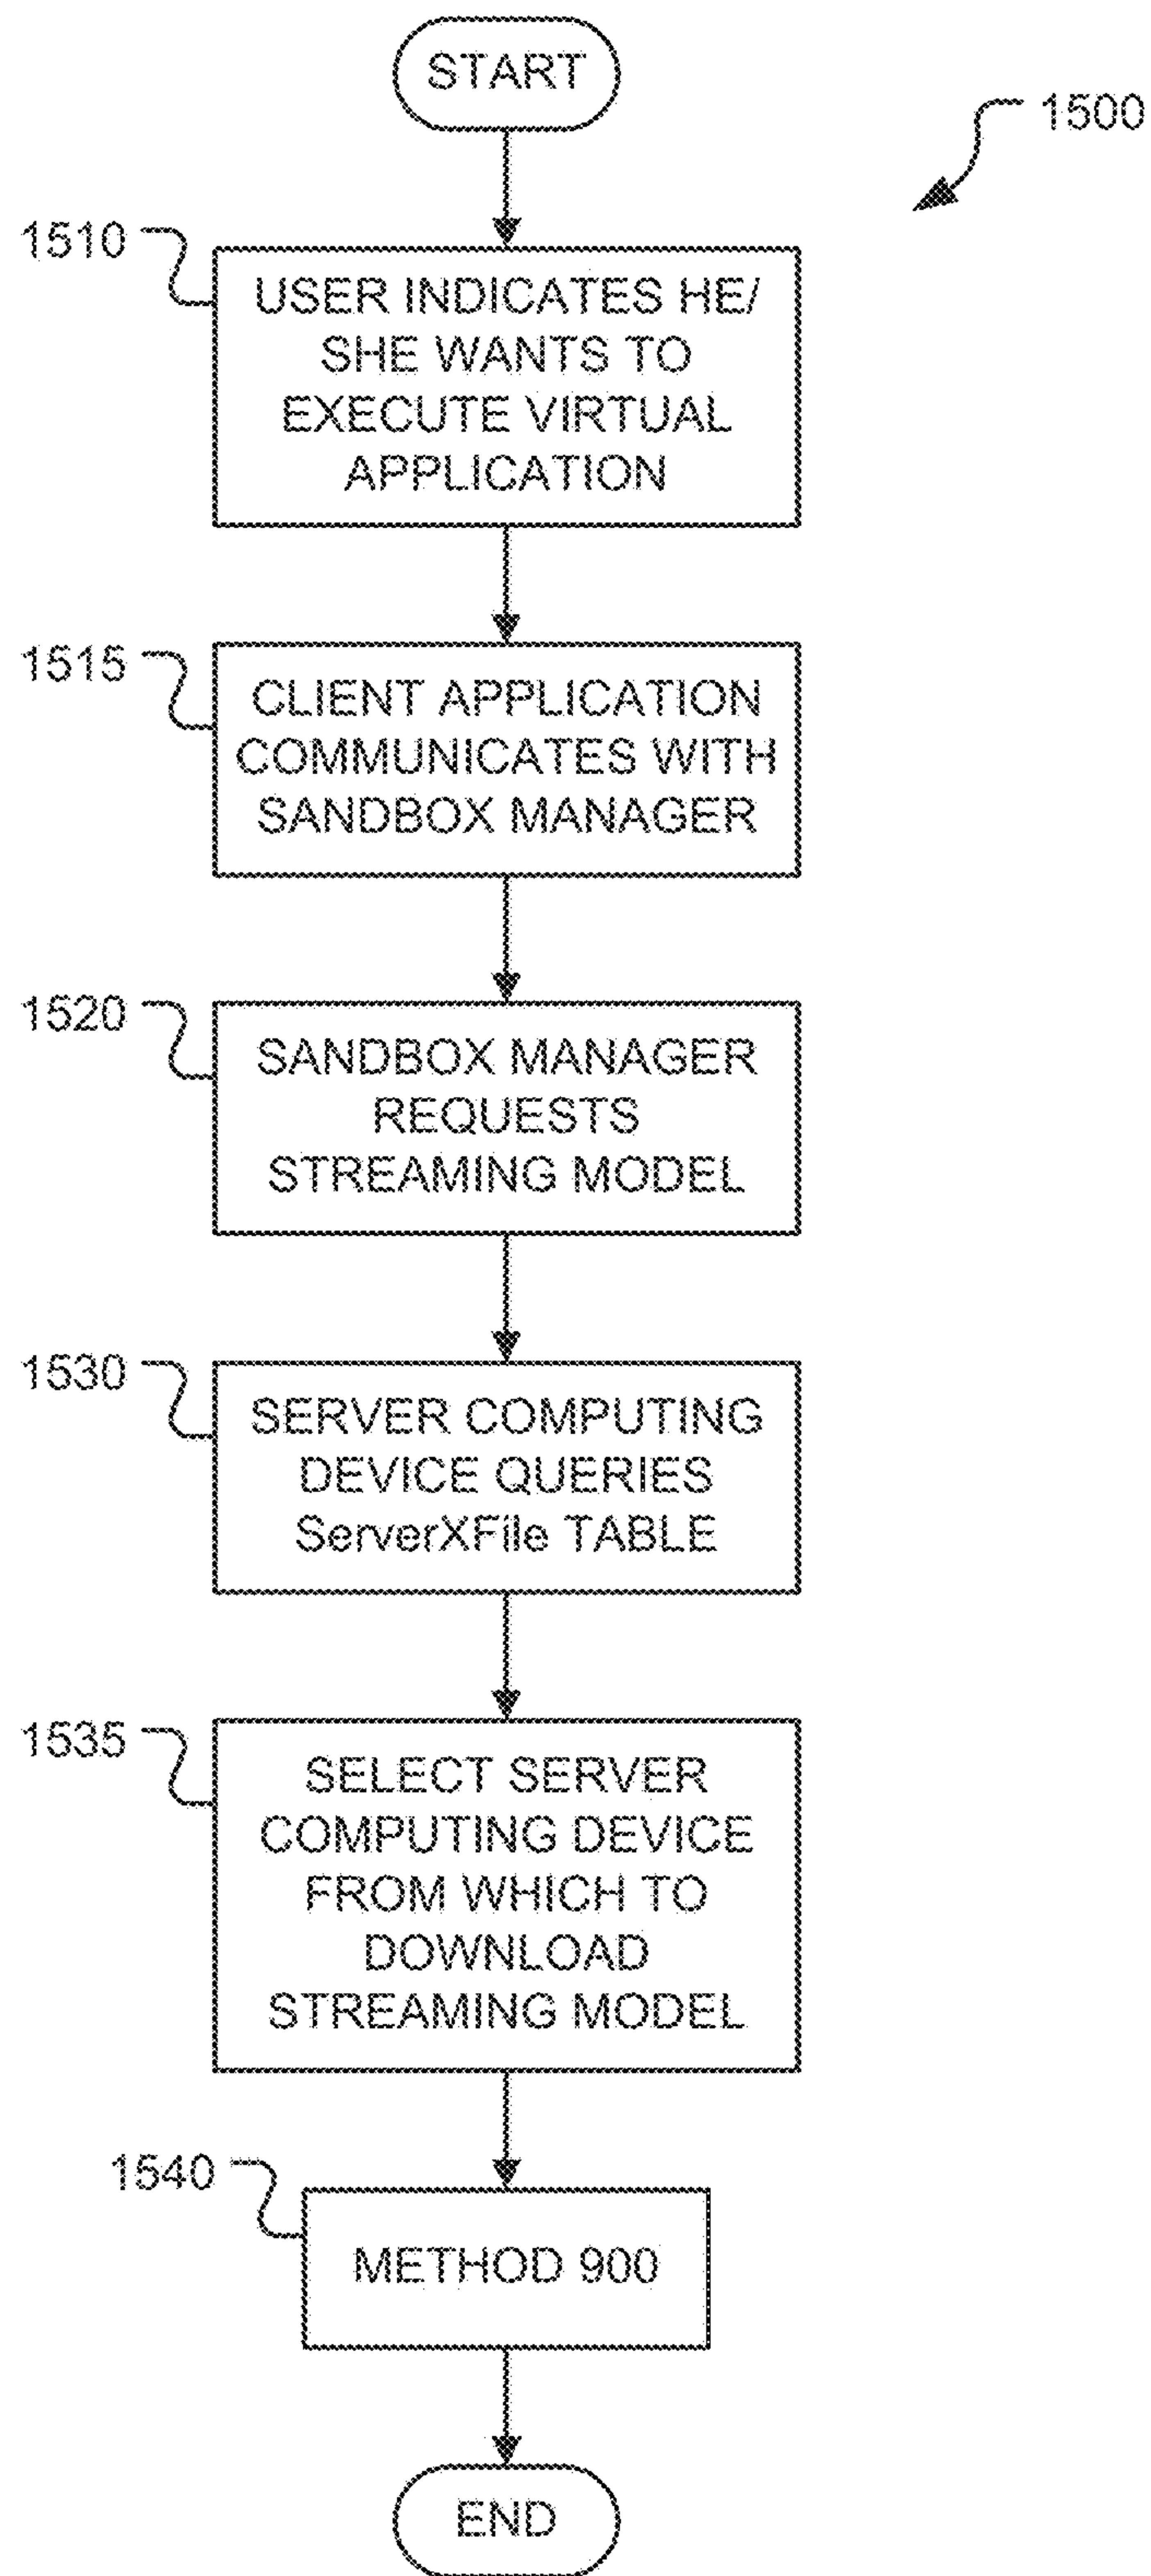 START
1500
1510
USER INDICATES HE/
SHE WANTS TO
EXECUTE VIRTUAL
APPLICATION
1515
CLIENT APPLICATION
COMMUNICATES WITH
SANDBOX MANAGER
1520
SANDBOX MANAGER
REQUESTS
STREAMING MODEL
1530
SERVER COMPUTING
DEVICE QUERIES
ServerXFile TABLE
1535
SELECT SERVER
COMPUTING DEVICE
FROM WHICH TO
DOWNLOAD
STREAMING MODEL
1540
METHOD 900
END